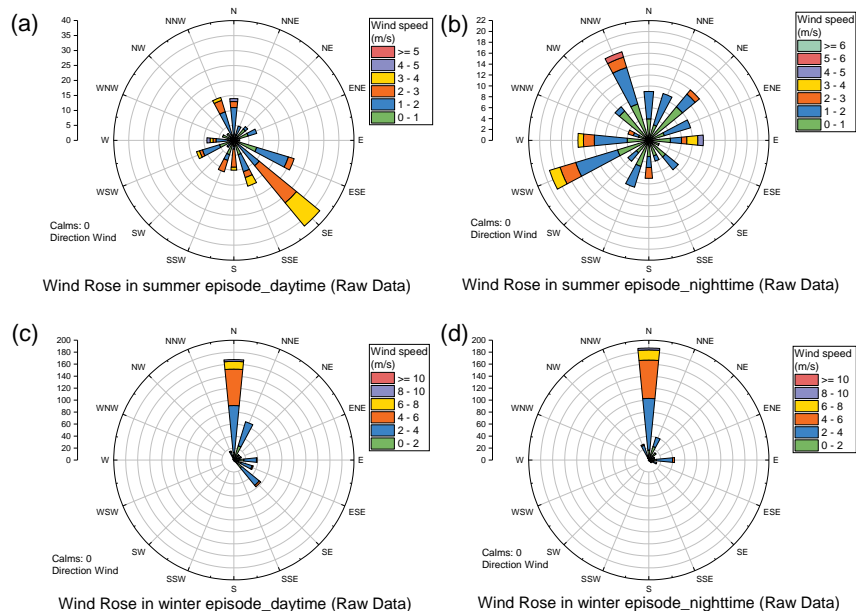 (a)
40
35
30
25
20
15
10
5
0
N
NNE
NE
ENE
E
ESE
SE
SSE
S
SSW
SW
WSW
W
WNW
NW
NNW
Wind speed
(m/s)
>= 5
4 - 5
3 - 4
2 - 3
1 - 2
0 - 1
Calms: 0
Direction Wind
Wind Rose in summer episode_daytime (Raw Data)
(b)
22
20
18
16
14
12
10
8
6
4
2
0
N
NNE
NE
ENE
E
ESE
SE
SSE
S
SSW
SW
WSW
W
WNW
NW
NNW
Wind speed
(m/s)
>= 6
5 - 6
4 - 5
3 - 4
2 - 3
1 - 2
0 - 1
Calms: 0
Direction Wind
Wind Rose in summer episode_nighttime (Raw Data)
(c)
200
180
160
140
120
100
80
60
40
20
0
N
NNE
NE
ENE
E
ESE
SE
SSE
S
SSW
SW
WSW
W
WNW
NW
NNW
Wind speed
(m/s)
>= 10
8 - 10
6 - 8
4 - 6
2 - 4
0 - 2
Calms: 0
Direction Wind
Wind Rose in winter episode_daytime (Raw Data)
(d)
200
180
160
140
120
100
80
60
40
20
0
N
NNE
NE
ENE
E
ESE
SE
SSE
S
SSW
SW
WSW
W
WNW
NW
NNW
Wind speed
(m/s)
>= 10
8 - 10
6 - 8
4 - 6
2 - 4
0 - 2
Calms: 0
Direction Wind
Wind Rose in winter episode_nighttime (Raw Data)